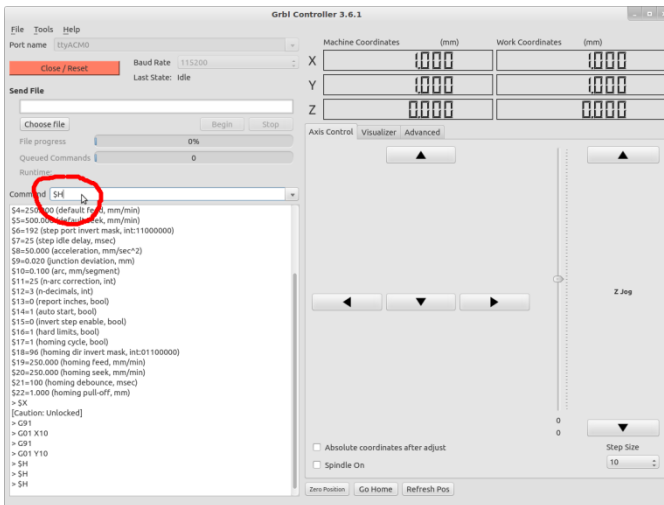 Grbl Controller 3.6.1
File Tools Help
Port name ttyACM0
Close / Reset
Baud Rate 115200
Last State: Idle
Send File
Choose file Begin Stop
File progress 0%
Queued Commands 0
Runtime:
Command $H
$4=250.000 (default feed, mm/min)
$5=500.000 (default seek, mm/min)
$6=192 (step port invert mask, int:11000000)
$7=25 (step idle delay, msec)
$8=50.000 (acceleration, mm/sec^2)
$9=0.020 (junction deviation, mm)
$10=0.100 (arc, mm/segment)
$11=25 (n-arc correction, int)
$12=3 (n-decimals, int)
$13=0 (report inches, bool)
$14=1 (auto start, bool)
$15=0 (invert step enable, bool)
$16=1 (hard limits, bool)
$17=1 (homing cycle, bool)
$18=96 (homing dir invert mask, int:01100000)
$19=250.000 (homing feed, mm/min)
$20=250.000 (homing seek, mm/min)
$21=100 (homing debounce, msec)
$22=1.000 (homing pull-off, mm)
> $X
[Caution: Unlocked]
> G91
> G01 X10
> G91
> G01 Y10
> $H
> $H
> $H
Machine Coordinates (mm) Work Coordinates (mm)
X 1.000 1.000
Y 1.000 1.000
Z 0.000 0.000
Axis Control Visualizer Advanced
Z Jog
0
0
Absolute coordinates after adjust
Spindle On
Step Size
10
Zero Position Go Home Refresh Pos